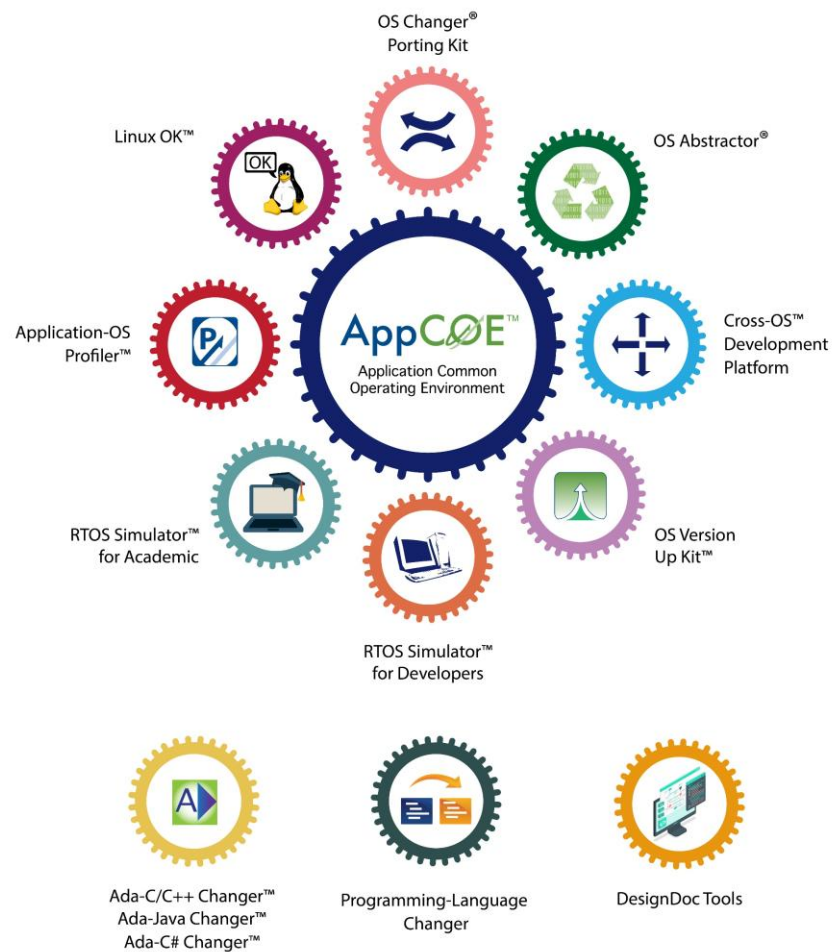 OS Changer®
Porting Kit
Linux OK™
OK
OS Abstractor®
Application-OS
Profiler™
P
AppCOE™
Application Common
Operating Environment
Cross-OS™
Development
Platform
RTOS Simulator™
for Academic
OS Version
Up Kit™
RTOS Simulator™
for Developers
A
Ada-C/C++ Changer™
Ada-Java Changer™
Ada-C# Changer™
Programming-Language
Changer
DesignDoc Tools